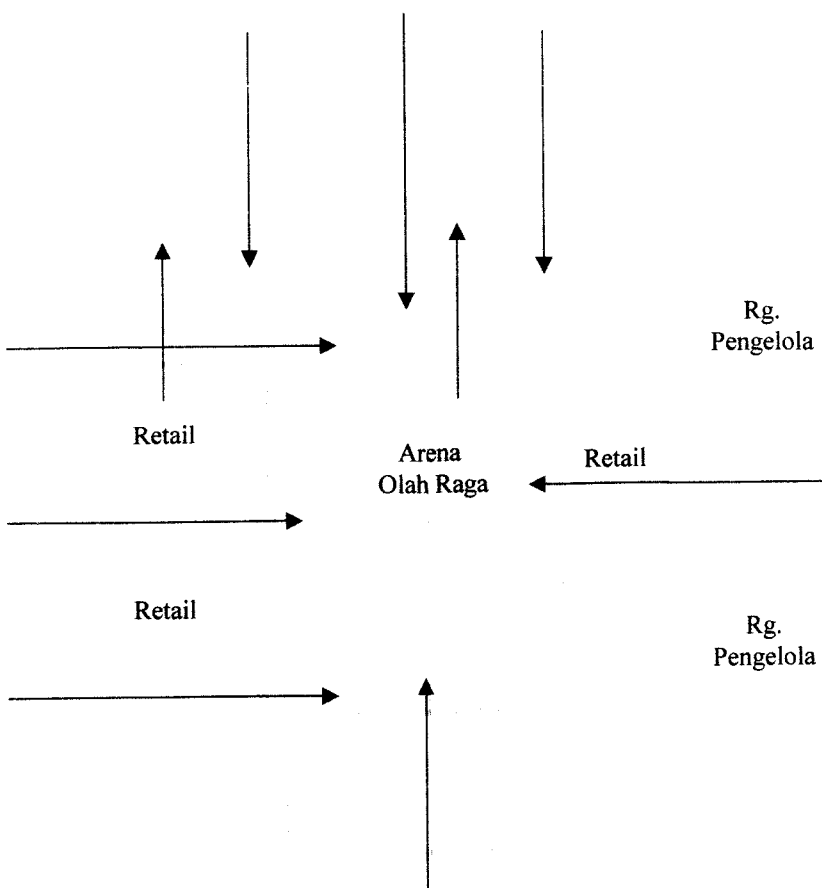 Rg.
Pengelola
Retail
Arena
Olah Raga
Retail
Retail
Rg.
Pengelola